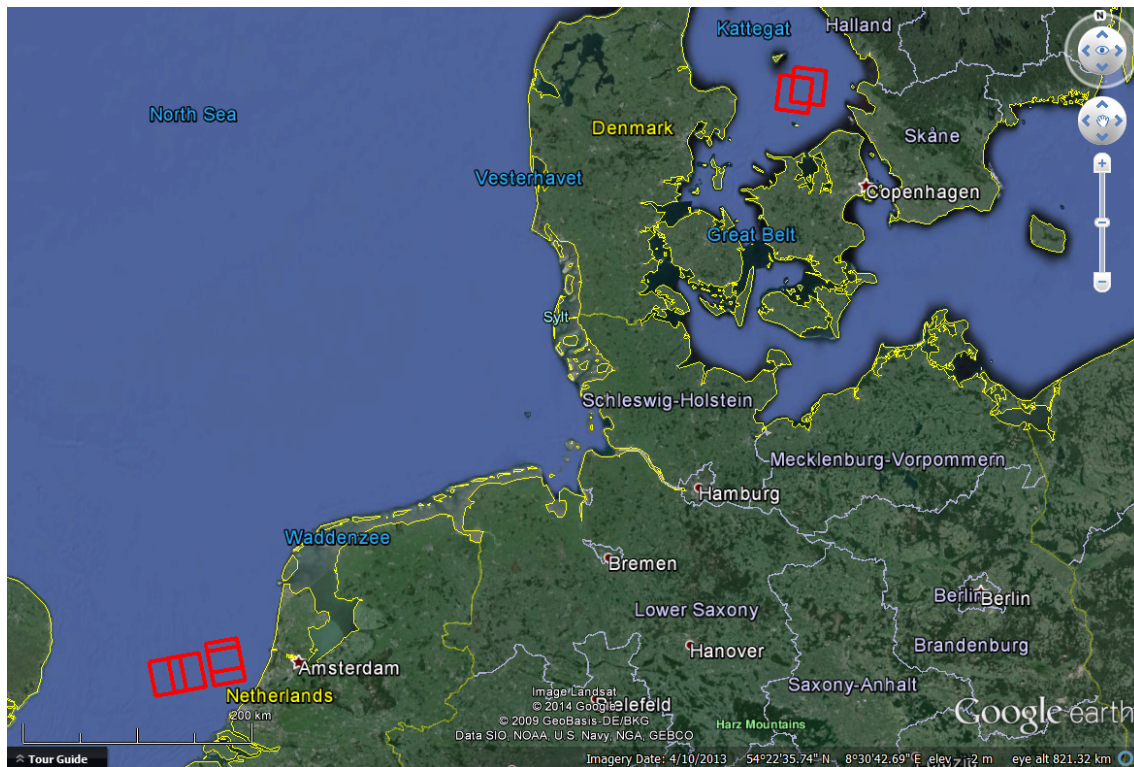 Kattegat
Halland
N
North Sea
Denmark
Skåne
Vesterhavet
Copenhagen
Great Belt
Sylt
Schleswig-Holstein
Mecklenburg-Vorpommern
Hamburg
Waddenzee
Bremen
Berlin
Berlin
Lower Saxony
Brandenburg
Hanover
Amsterdam
Saxony-Anhalt
Netherlands
Image Landsat
© 2014 Google
Bielefeld
200 km
© 2009 GeoBasis-DE/BKG
Google earth
Harz Mountains
Data SIO, NOAA, U.S. Navy, NGA, GEBCO
Tour Guide
Imagery Date: 4/10/2013 54°22'35.74" N 8°30'42.69" E elev -2 m eye alt 821.32 km